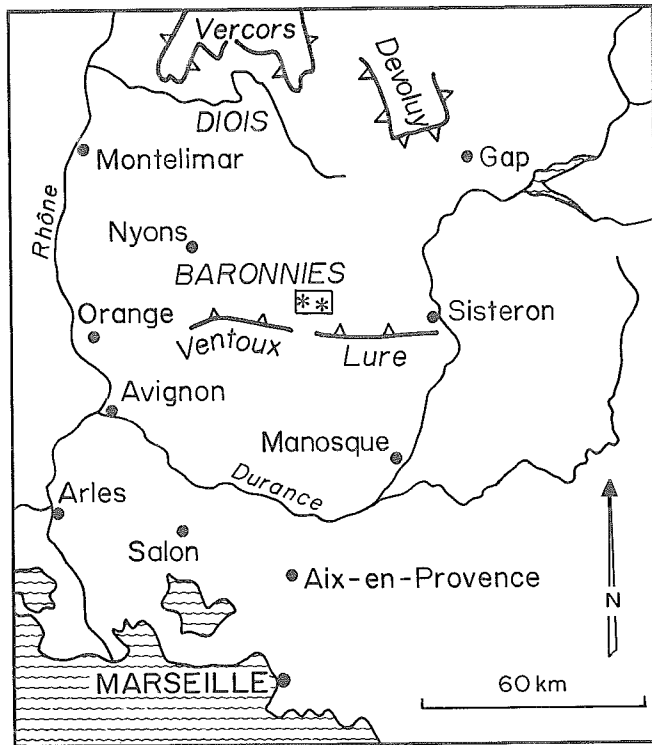 Vercors
Devoluy
DIOIS
Montelimar
Gap
Rhône
Nyons
BARONNIES
**
Orange
Sisteron
Ventoux
Lure
Avignon
Manosque
Durance
Arles
Salon
Aix-en-Provence
N
MARSEILLE
60 km